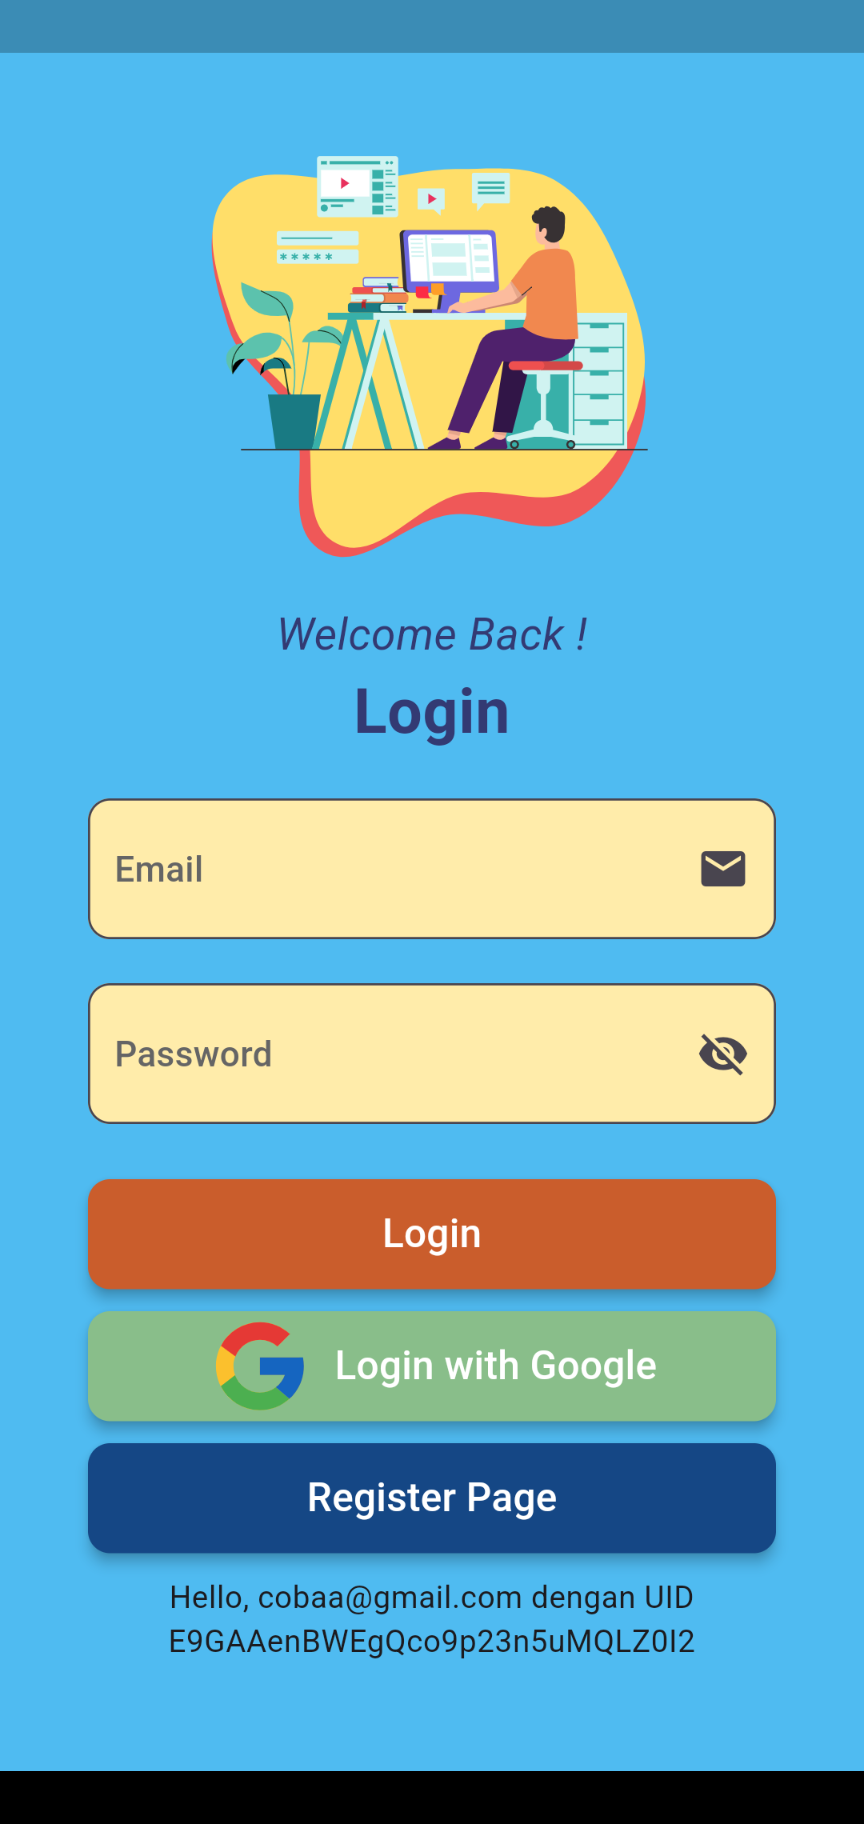 *****
Welcome Back !
Login
Email
Password
Login
Login with Google
Register Page
Hello, cobaa@gmail.com dengan UID
E9GAAenBWEgQco9p23n5uMQLZ0I2